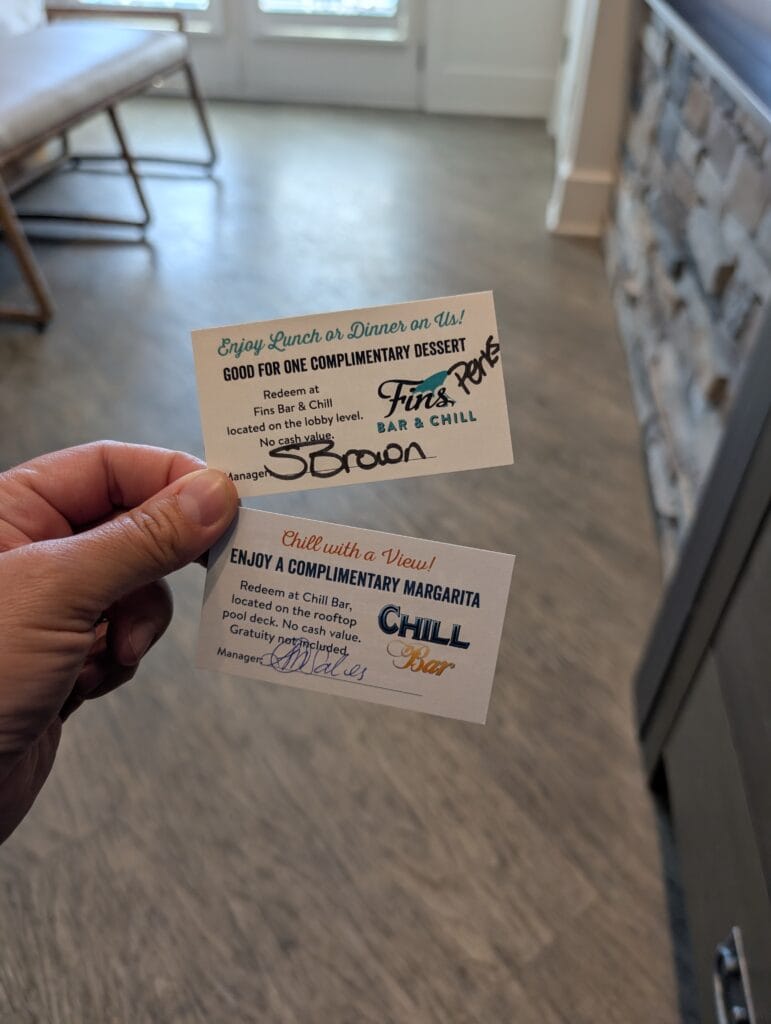 Enjoy Lunch or Dinner on Us!
GOOD FOR ONE COMPLIMENTARY DESSERT
Redeem at
Fins Bar & Chill
located on the lobby level.
No cash value.
Manager: SBrown
Fins
BAR & CHILL
Perks
Chill with a View!
ENJOY A COMPLIMENTARY MARGARITA
Redeem at Chill Bar,
located on the rooftop
pool deck. No cash value.
Gratuity not included.
Manager:
CHILL
Bar